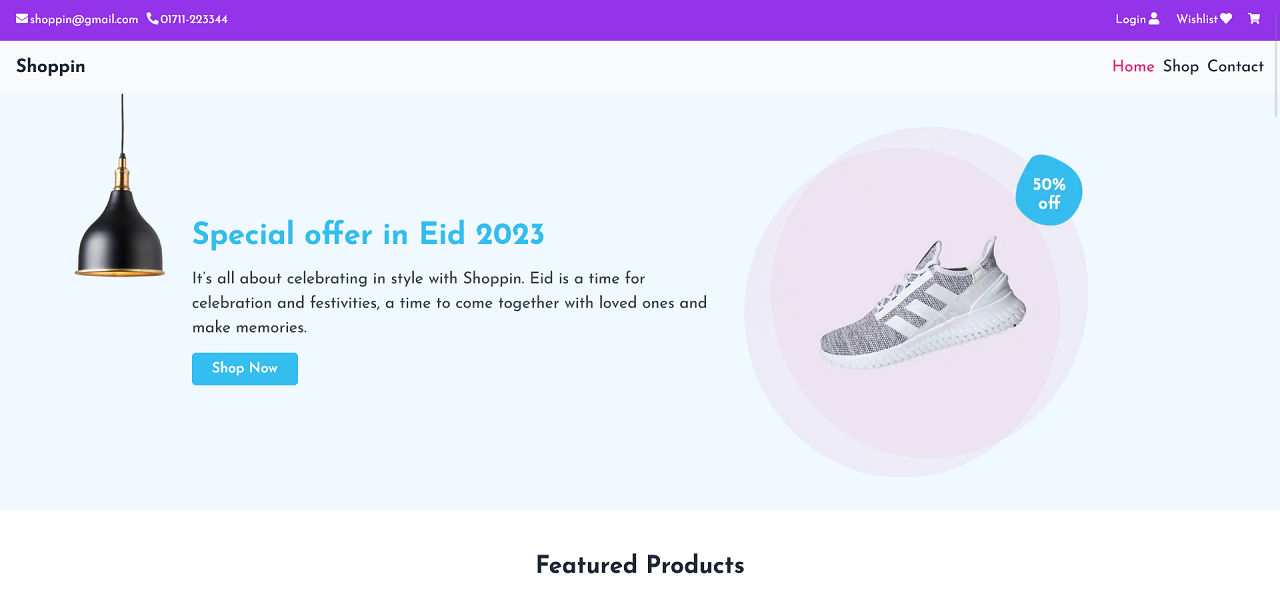 shoppin@gmail.com 01711-223344 Login Wishlist
Shoppin Home Shop Contact
50%
off
Special offer in Eid 2023
It's all about celebrating in style with Shoppin. Eid is a time for
celebration and festivities, a time to come together with loved ones and
make memories.
Shop Now
Featured Products